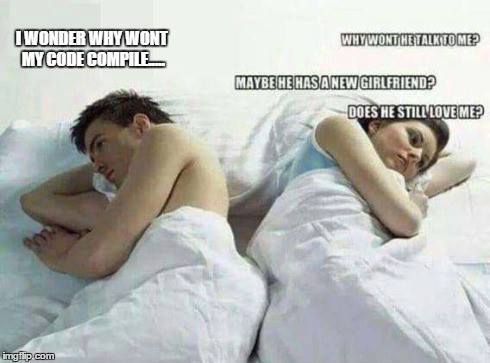 I WONDER WHY WONT
MY CODE COMPILE.....
WHY WONT HE TALK TO ME?
MAYBE HE HAS A NEW GIRLFRIEND?
DOES HE STILL LOVE ME?
imgflip.com